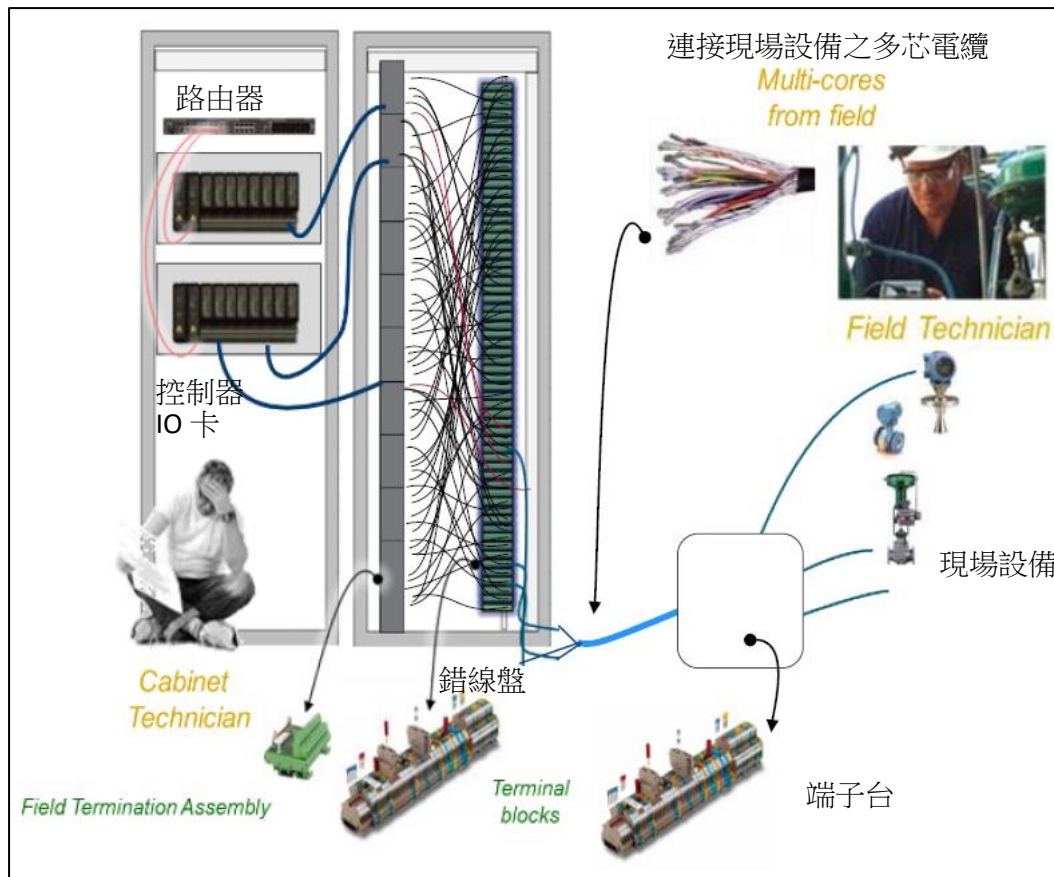 連接現場設備之多芯電纜
Multi-cores
from field
路由器
Field Technician
控制器
IO 卡
現場設備
錯線盤
Cabinet
Technician
Field Termination Assembly
Terminal
blocks
端子台